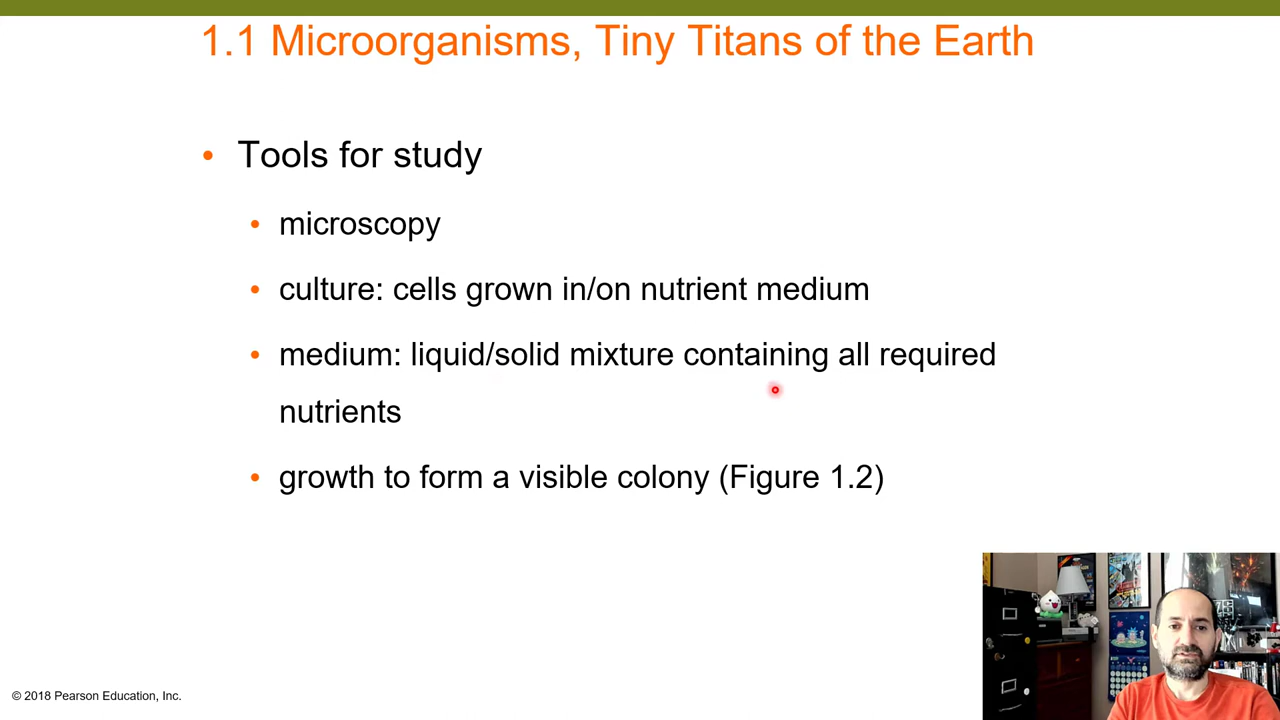 1.1 Microorganisms, Tiny Titans of the Earth
• Tools for study
• microscopy
• culture: cells grown in/on nutrient medium
• medium: liquid/solid mixture containing all required
nutrients
• growth to form a visible colony (Figure 1.2)
© 2018 Pearson Education, Inc.